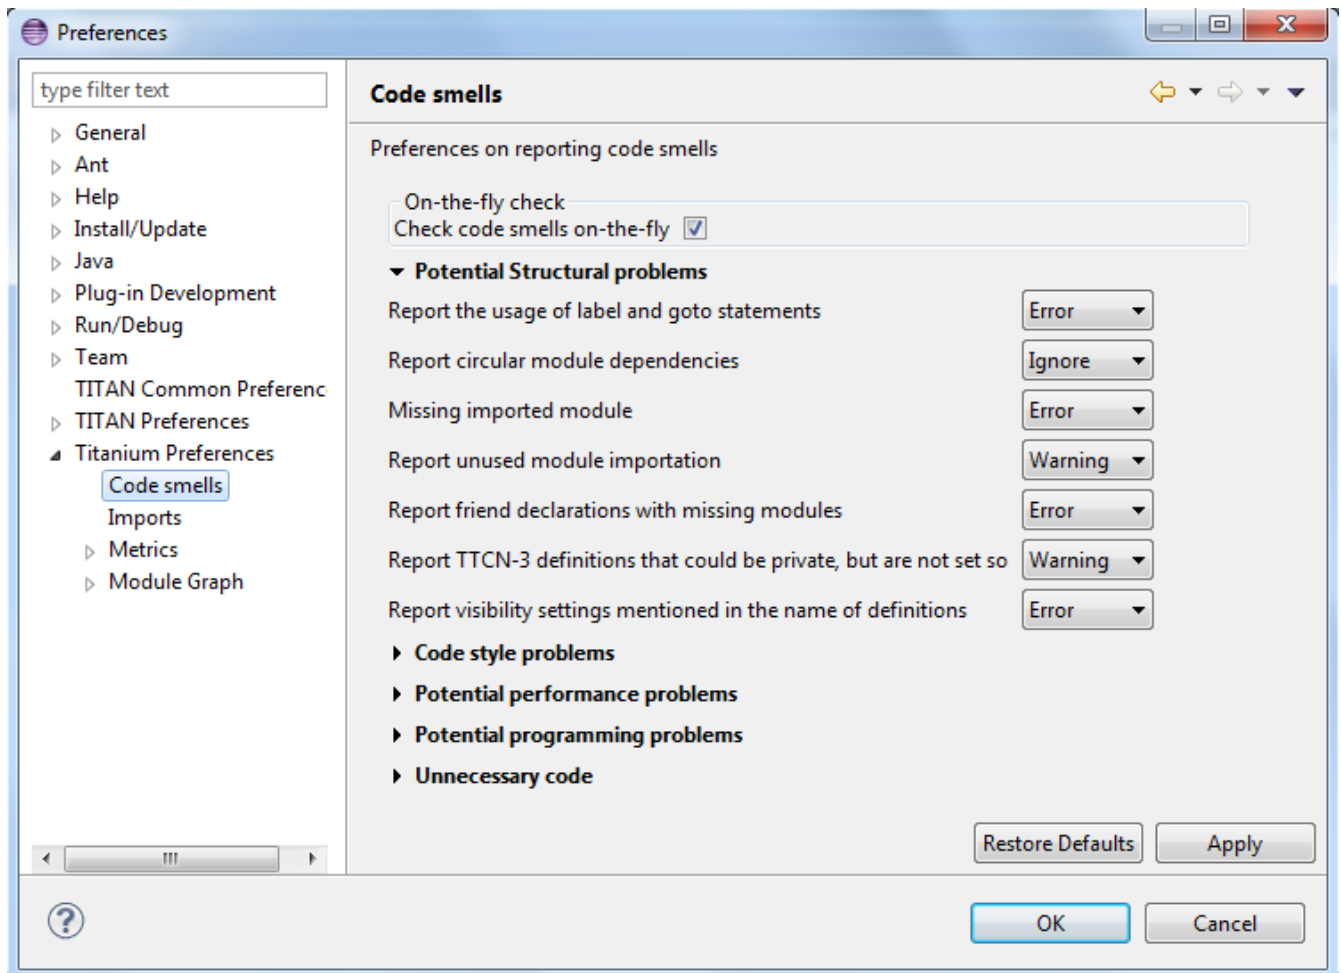 Preferences
type filter text
General
Ant
Help
Install/Update
Java
Plug-in Development
Run/Debug
Team
TITAN Common Preferenc
TITAN Preferences
Titanium Preferences
Code smells
Imports
Metrics
Module Graph
Code smells
Preferences on reporting code smells
On-the-fly check
Check code smells on-the-fly
Potential Structural problems
Report the usage of label and goto statements Error
Report circular module dependencies Ignore
Missing imported module Error
Report unused module importation Warning
Report friend declarations with missing modules Error
Report TTCN-3 definitions that could be private, but are not set so Warning
Report visibility settings mentioned in the name of definitions Error
Code style problems
Potential performance problems
Potential programming problems
Unnecessary code
Restore Defaults Apply
? OK Cancel